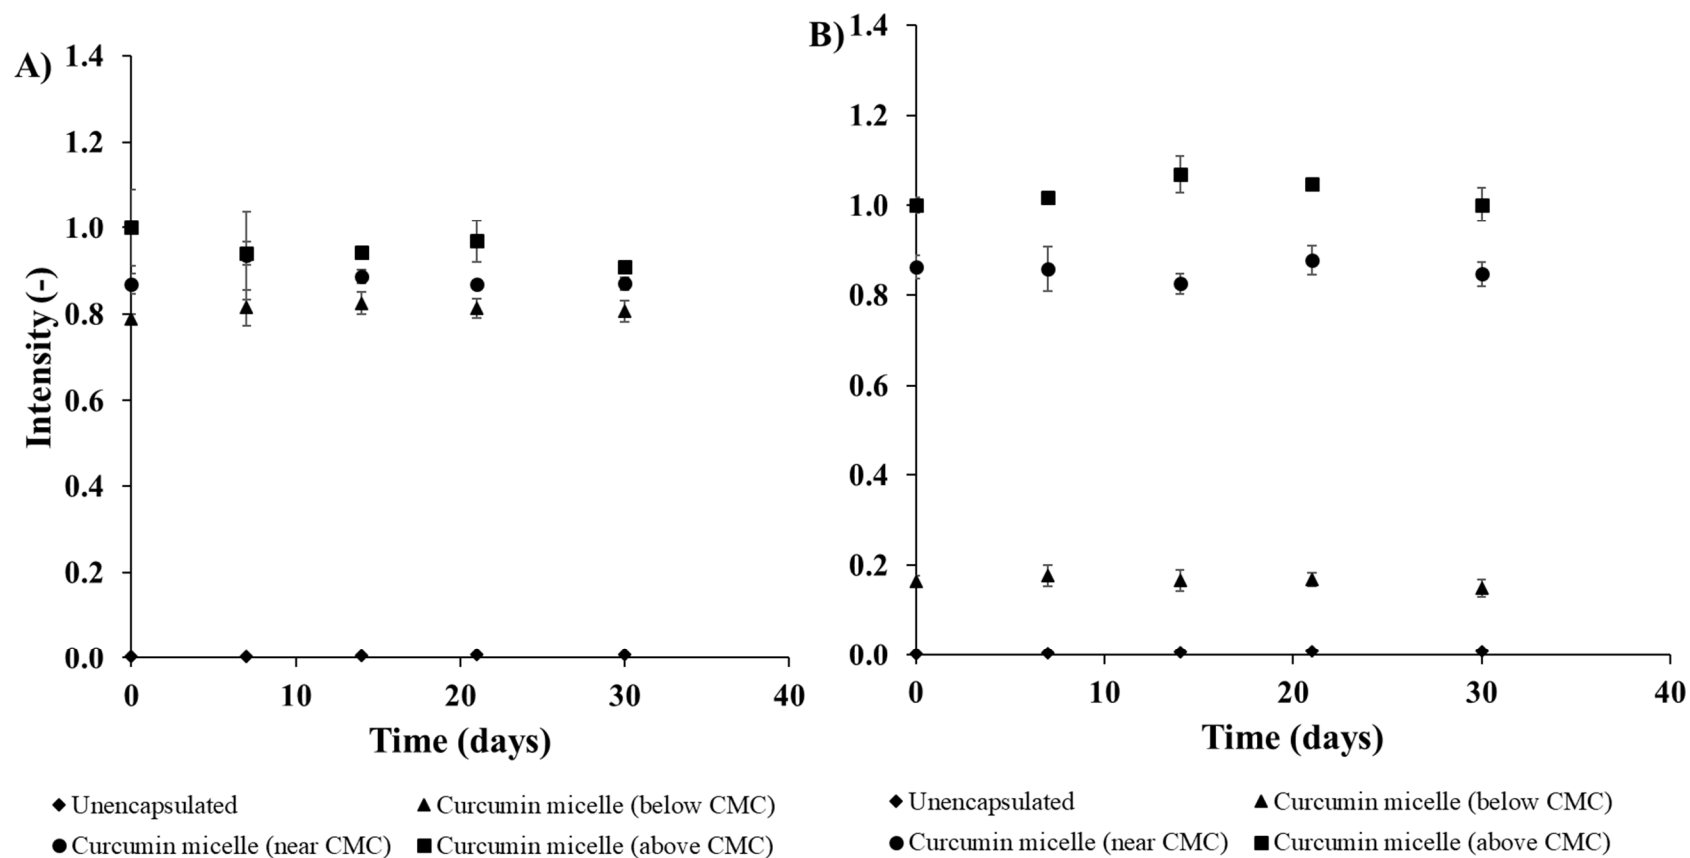 A)
1.4
1.2
1.0
0.8
0.6
0.4
0.2
0.0
Intensity (-)
0 10 20 30 40
Time (days)
Unencapsulated Curcumin micelle (below CMC)
Curcumin micelle (near CMC) Curcumin micelle (above CMC)
B)
1.4
1.2
1.0
0.8
0.6
0.4
0.2
0.0
0 10 20 30 40
Time (days)
Unencapsulated Curcumin micelle (below CMC)
Curcumin micelle (near CMC) Curcumin micelle (above CMC)